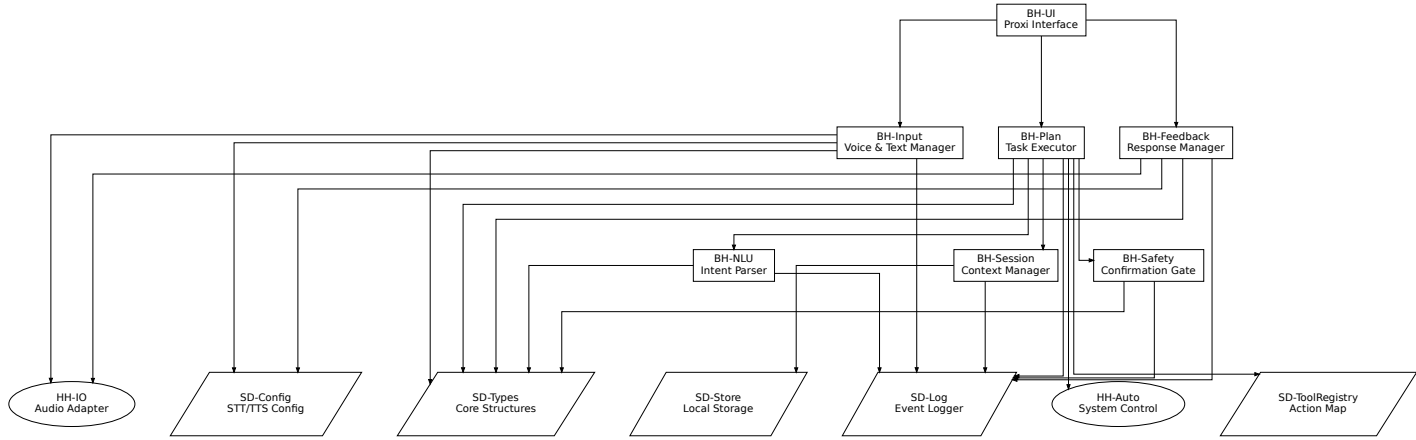 BH-UI
Proxi Interface
BH-Input
Voice & Text Manager
BH-Plan
Task Executor
BH-Feedback
Response Manager
BH-NLU
Intent Parser
BH-Session
Context Manager
BH-Safety
Confirmation Gate
HH-IO
Audio Adapter
SD-Config
STT/TTS Config
SD-Types
Core Structures
SD-Store
Local Storage
SD-Log
Event Logger
HH-Auto
System Control
SD-ToolRegistry
Action Map